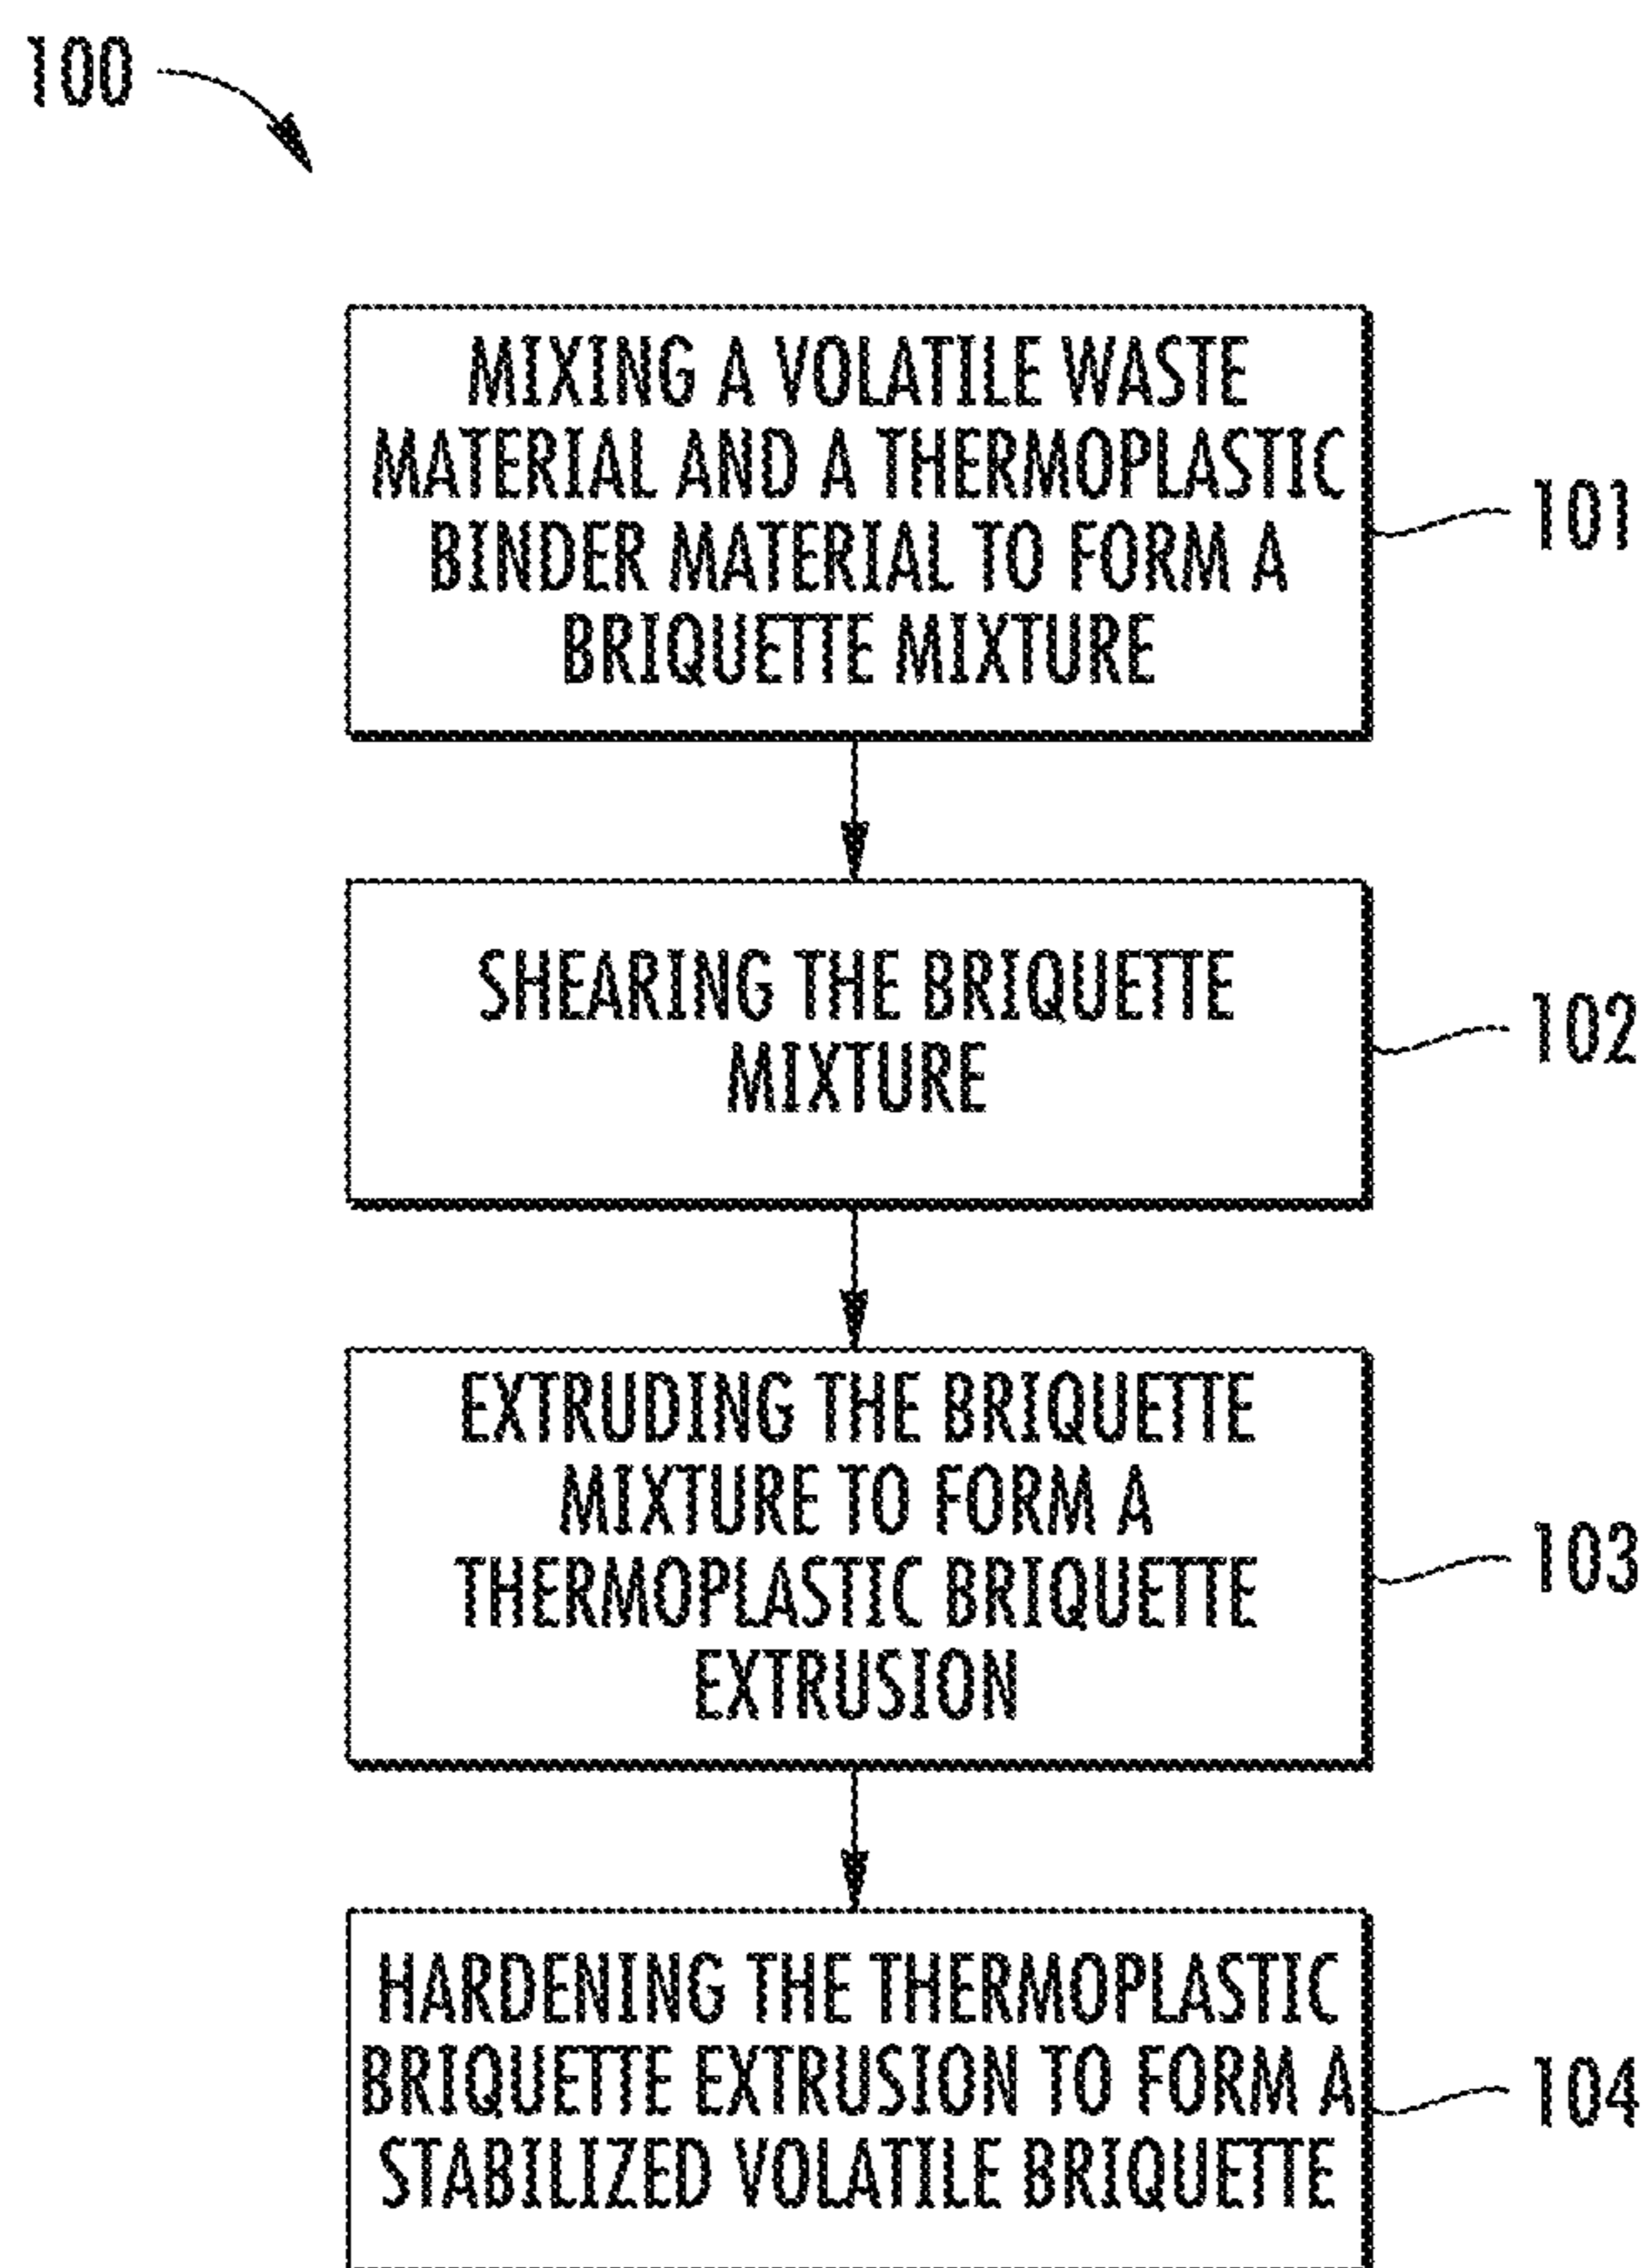 100
MIXING A VOLATILE WASTE
MATERIAL AND A THERMOPLASTIC
BINDER MATERIAL TO FORM A
BRIQUETTE MIXTURE
101
SHEARING THE BRIQUETTE
MIXTURE
102
EXTRUDING THE BRIQUETTE
MIXTURE TO FORM A
THERMOPLASTIC BRIQUETTE
EXTRUSION
103
HARDENING THE THERMOPLASTIC
BRIQUETTE EXTRUSION TO FORM A
STABILIZED VOLATILE BRIQUETTE
104